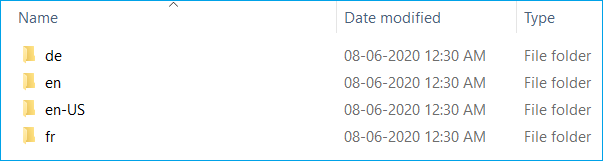 Name Date modified Type
de 08-06-2020 12:30 AM File folder
en 08-06-2020 12:30 AM File folder
en-US 08-06-2020 12:30 AM File folder
fr 08-06-2020 12:30 AM File folder